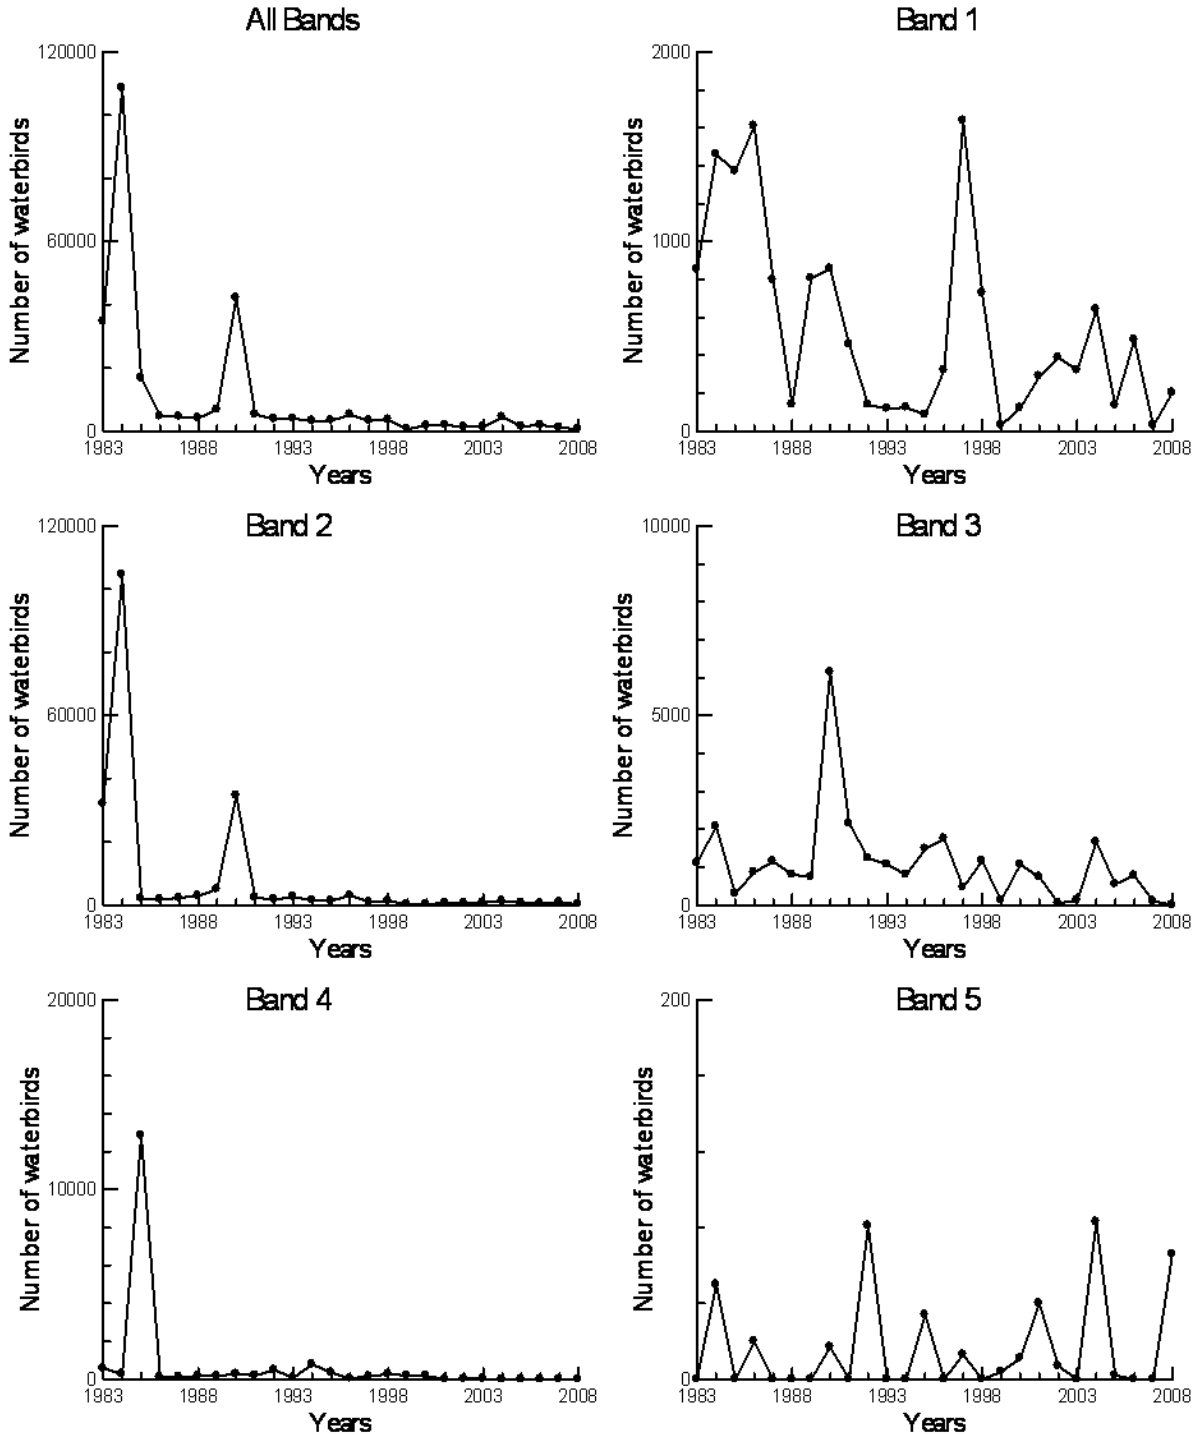 All Bands
120000
60000
0
Number of waterbirds
1983 1988 1993 1998 2003 2008
Years
Band 1
2000
1000
0
Number of waterbirds
1983 1988 1993 1998 2003 2008
Years
Band 2
120000
60000
0
Number of waterbirds
1983 1988 1993 1998 2003 2008
Years
Band 3
10000
5000
0
Number of waterbirds
1983 1988 1993 1998 2003 2008
Years
Band 4
20000
10000
0
Number of waterbirds
1983 1988 1993 1998 2003 2008
Years
Band 5
200
0
Number of waterbirds
1983 1988 1993 1998 2003 2008
Years